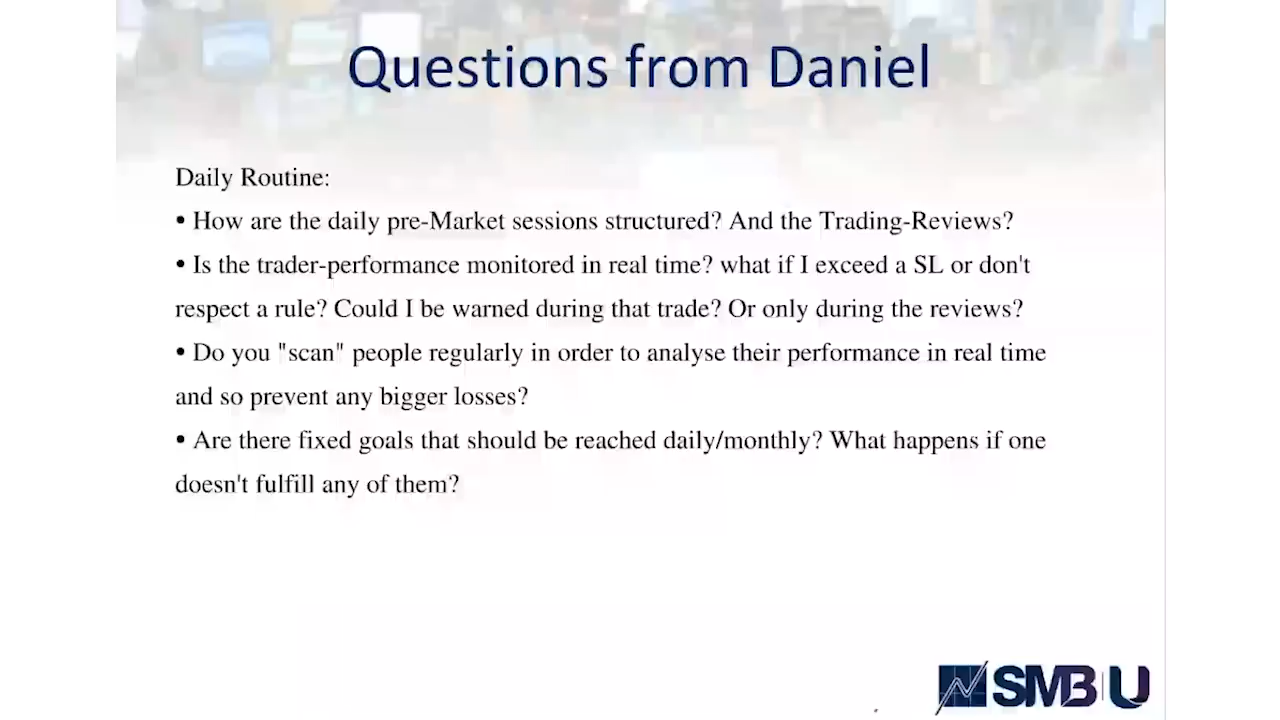 Questions from Daniel
Daily Routine:
• How are the daily pre-Market sessions structured? And the Trading-Reviews?
• Is the trader-performance monitored in real time? what if I exceed a SL or don't
respect a rule? Could I be warned during that trade? Or only during the reviews?
• Do you "scan" people regularly in order to analyse their performance in real time
and so prevent any bigger losses?
• Are there fixed goals that should be reached daily/monthly? What happens if one
doesn't fulfill any of them?
SMB U